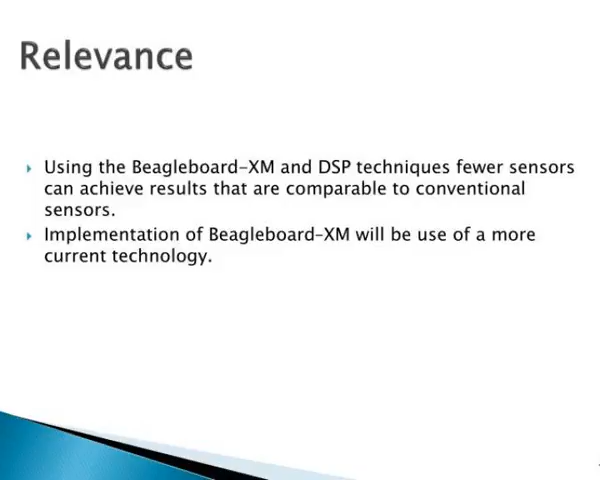 Relevance
Using the Beagleboard-XM and DSP techniques fewer sensors
can achieve results that are comparable to conventional
sensors.
Implementation of Beagleboard-XM will be use of a more
current technology.